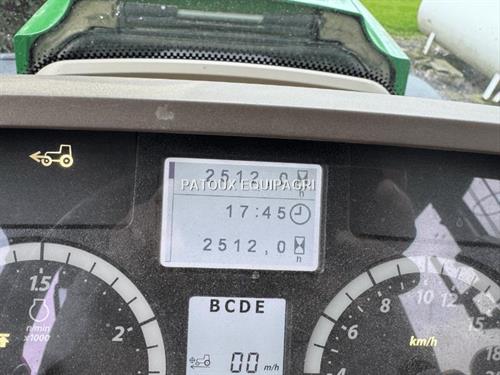 2512,0 h
PATOUX EQUIPAGRI
17:45
2512,0 h
1.5
n/min
x1000
2
BCDE
00 m/h
4
6
8
10
12
15
km/h